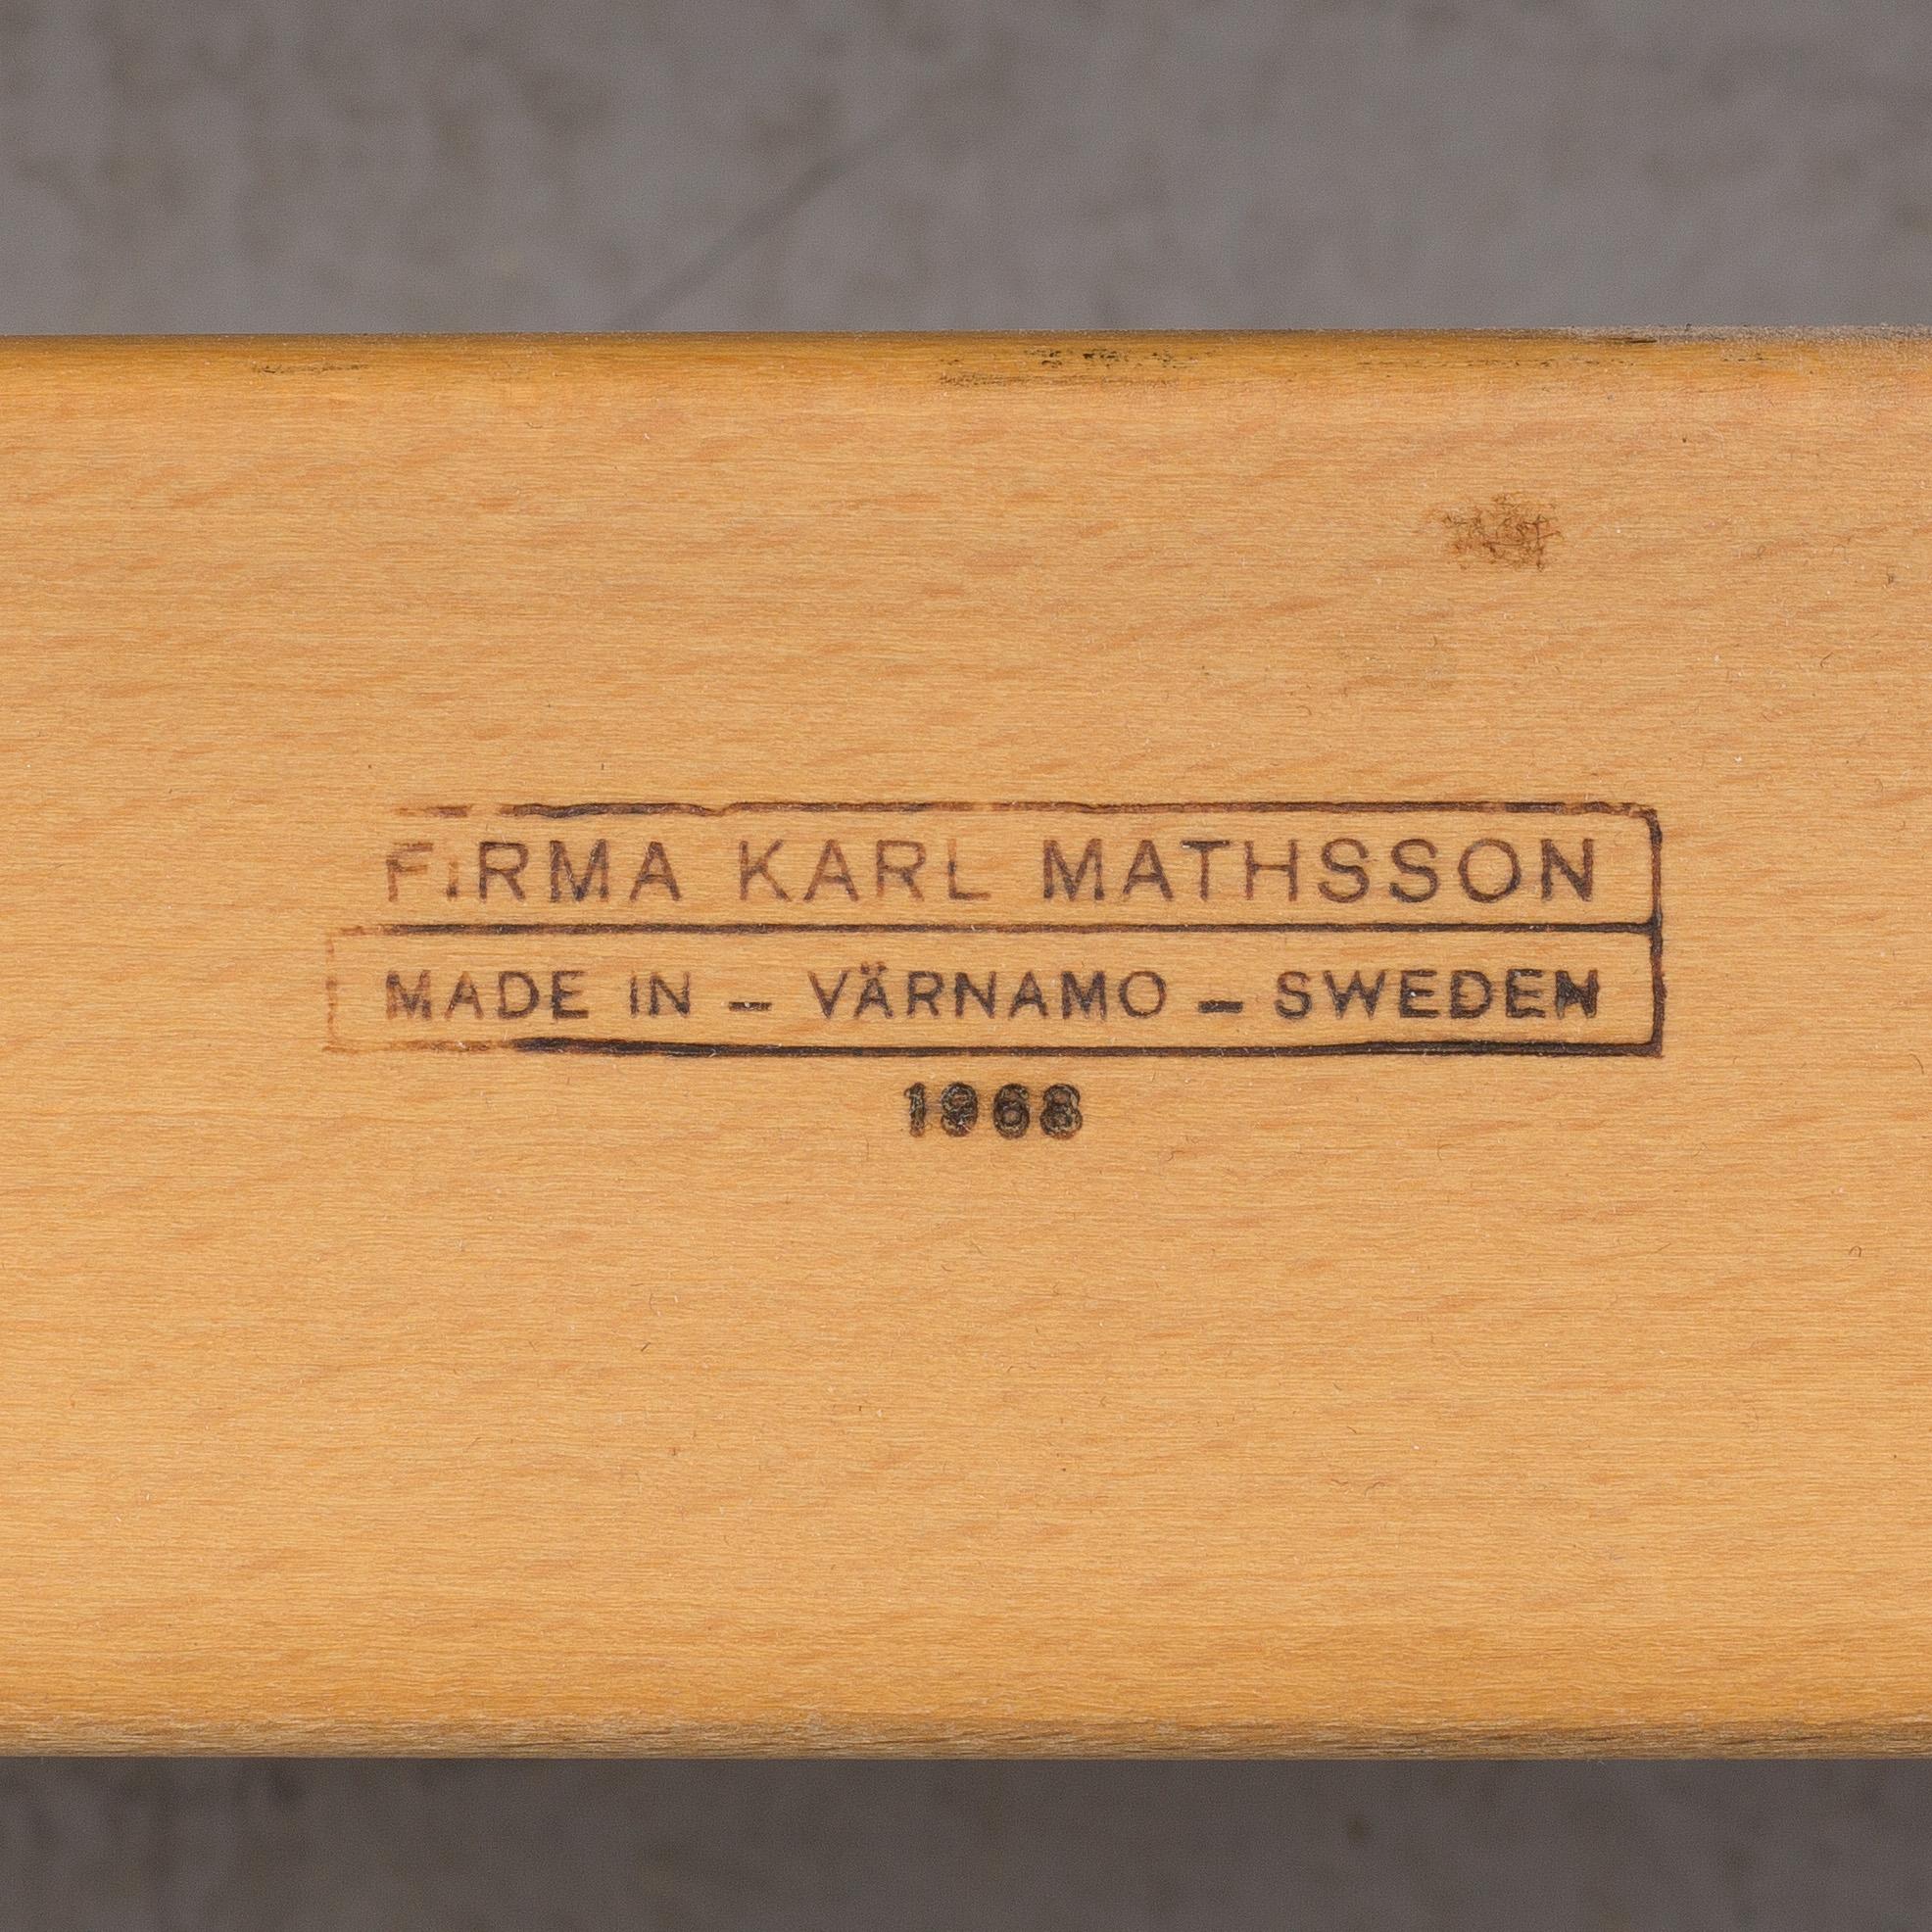 FIRMA KARL MATHSSON
MADE IN – VÄRNAMO – SWEDEN
1968